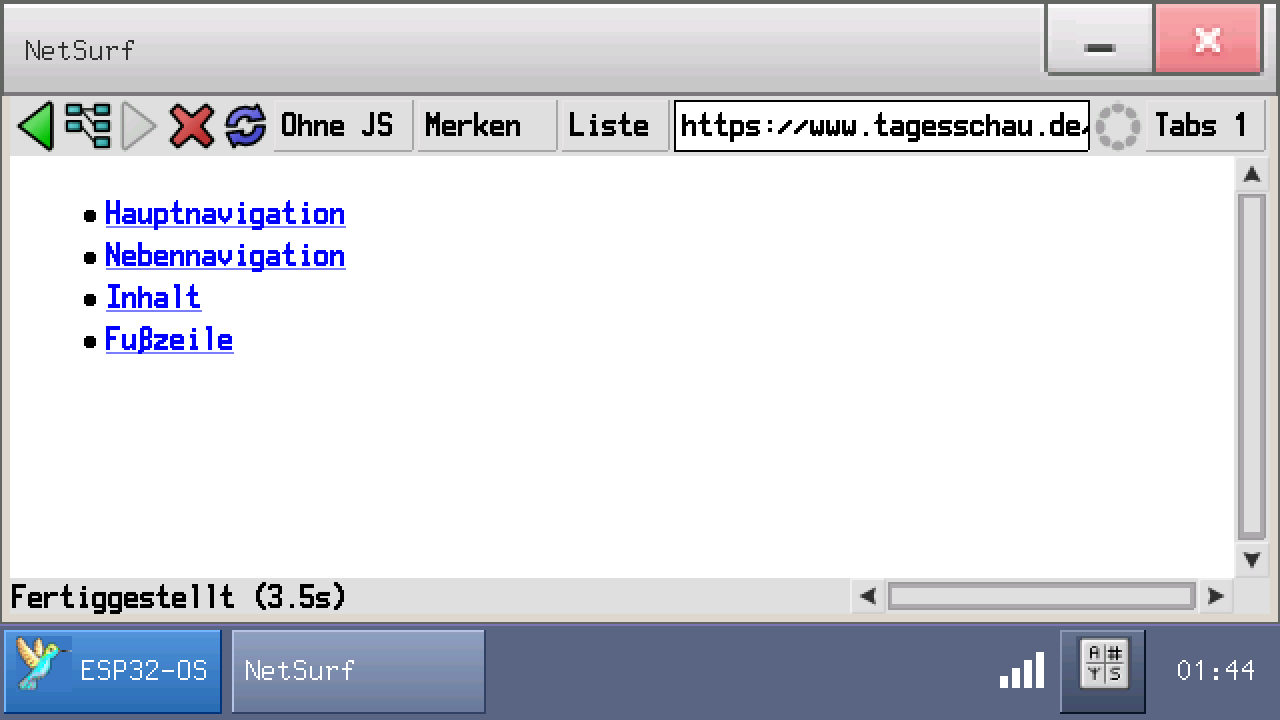 NetSurf
Ohne JS Merken Liste https://www.tagesschau.de/ Tabs 1
Hauptnavigation
Nebennavigation
Inhalt
Fußzeile
Fertiggestellt (3.5s)
ESP32-OS NetSurf A # Y S 01:44